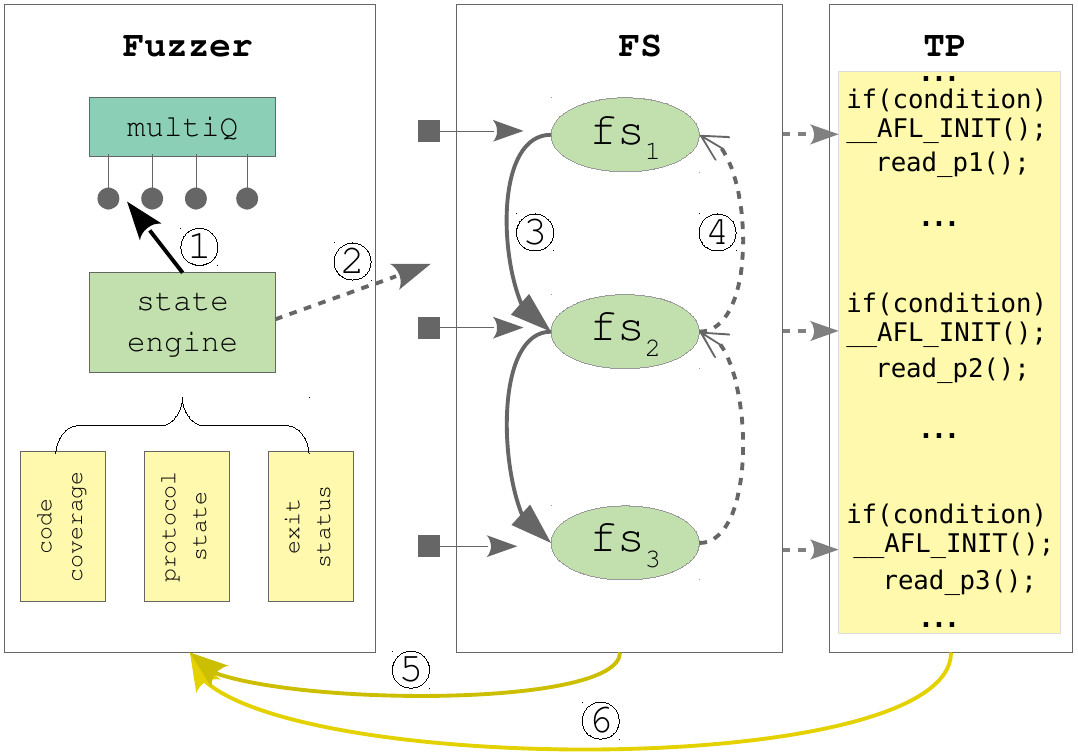 Fuzzer
multiQ
①
②
state
engine
code
coverage
protocol
state
exit
status
FS
fs1
③
④
fs2
fs3
TP
...
if(condition)
__AFL_INIT();
read_p1();
...
if(condition)
__AFL_INIT();
read_p2();
...
if(condition)
__AFL_INIT();
read_p3();
...
⑤
⑥